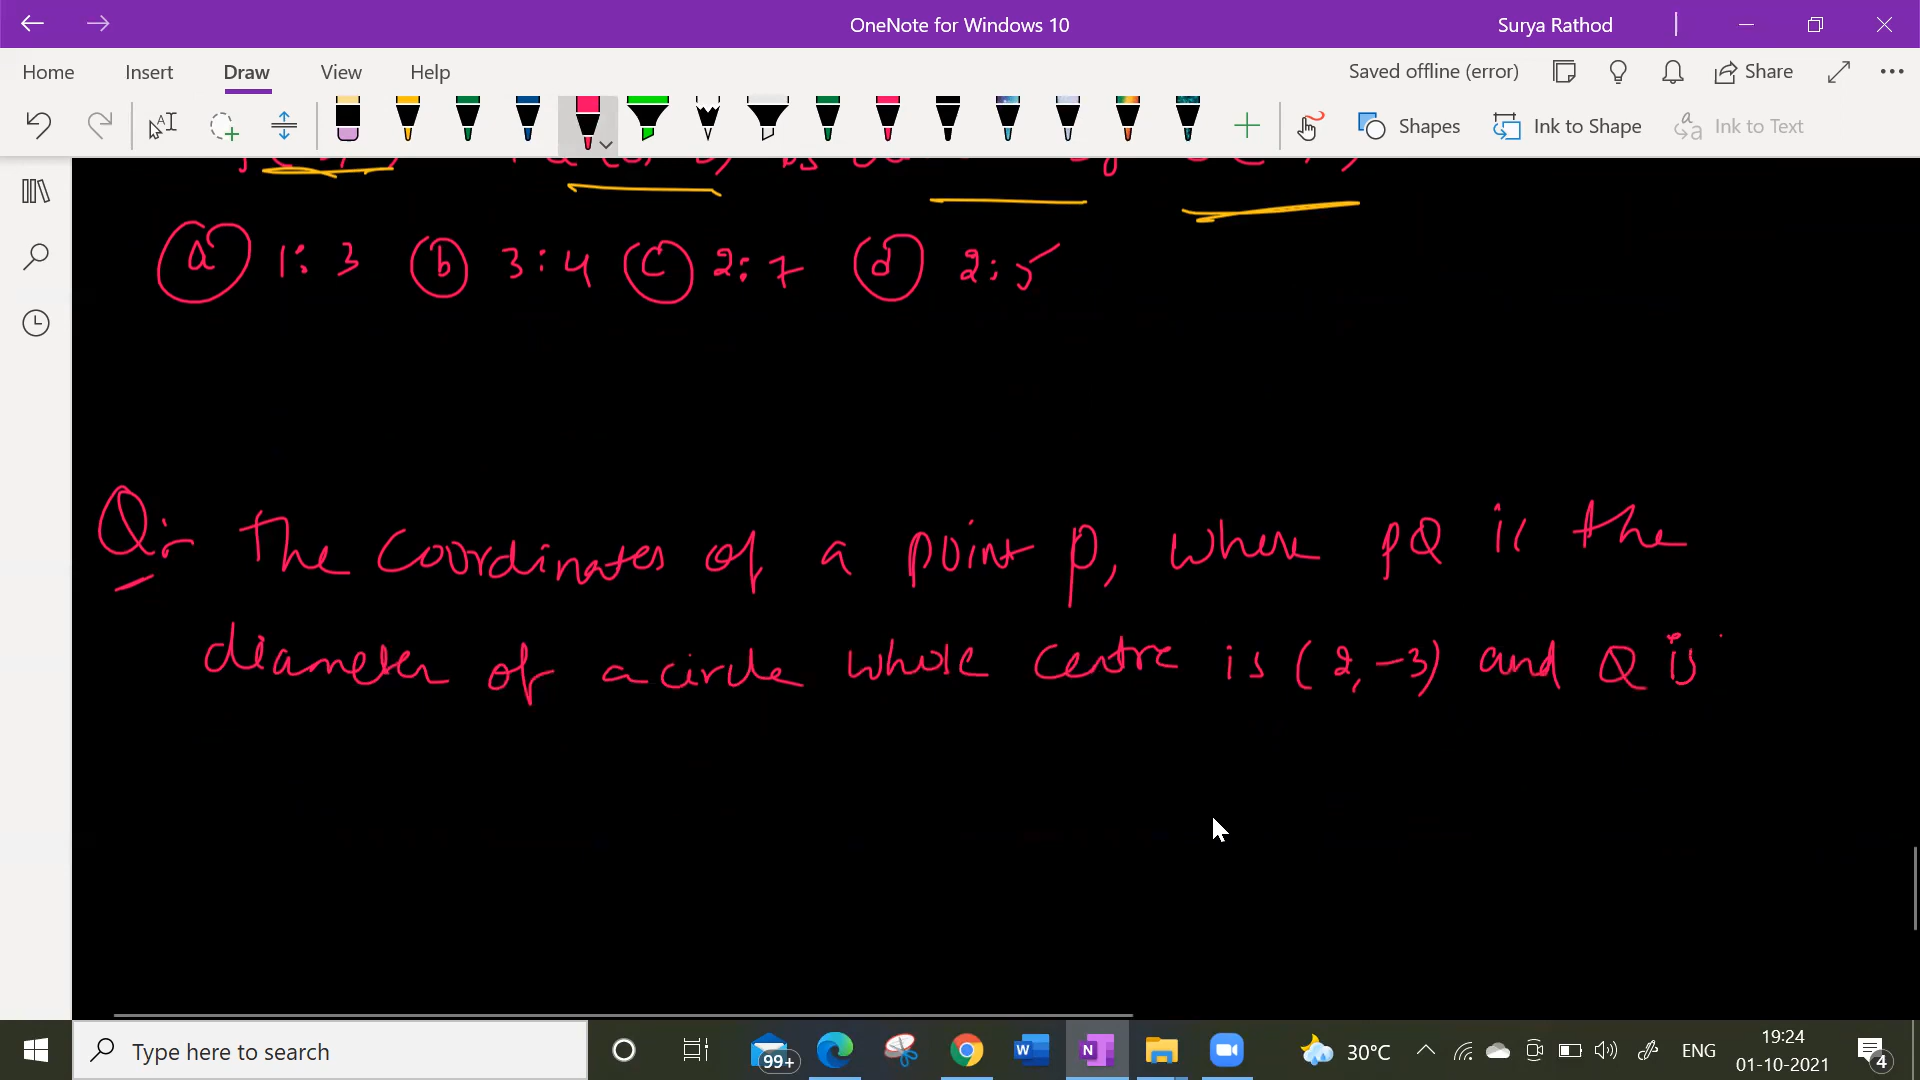 OneNote for Windows 10
Surya Rathod
Home Insert Draw View Help
Saved offline (error) Share
Shapes Ink to Shape Ink to Text
(a) 1:3 (b) 3:4 (c) 2:7 (d) 2:5
Q:- The coordinates of a point P, where PQ is the
diameter of a circle whose centre is (2, -3) and Q is
Type here to search
99+
30°C
ENG
19:24
01-10-2021
4